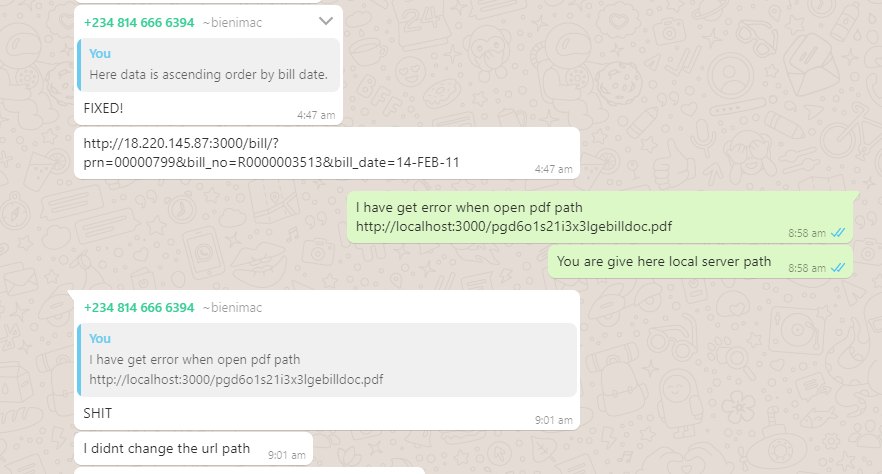 +234 814 666 6394 ~bienimac
You
Here data is ascending order by bill date.
FIXED!
4:47 am
http://18.220.145.87:3000/bill/?
prn=00000799&bill_no=R0000003513&bill_date=14-FEB-11
4:47 am
I have get error when open pdf path
http://localhost:3000/pgd6o1s21i3x3lgebilldoc.pdf
8:58 am
You are give here local server path
8:58 am
+234 814 666 6394 ~bienimac
You
I have get error when open pdf path
http://localhost:3000/pgd6o1s21i3x3lgebilldoc.pdf
SHIT
9:01 am
I didnt change the url path
9:01 am